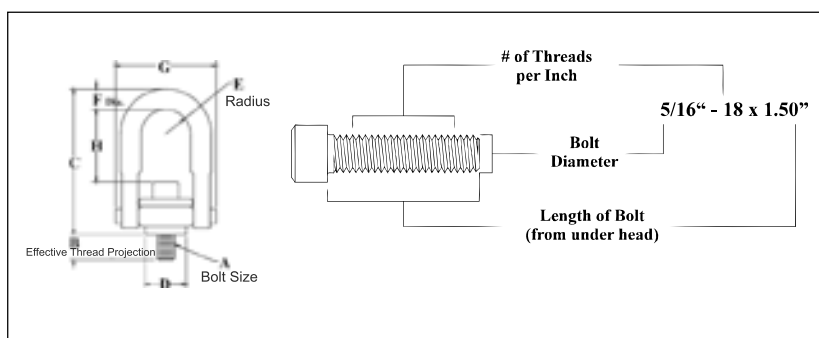 G
E
Radius
F Dia.
H
C
B
Effective Thread Projection
A
Bolt Size
D
# of Threads
per Inch
5/16“ - 18 x 1.50”
Bolt
Diameter
Length of Bolt
(from under head)